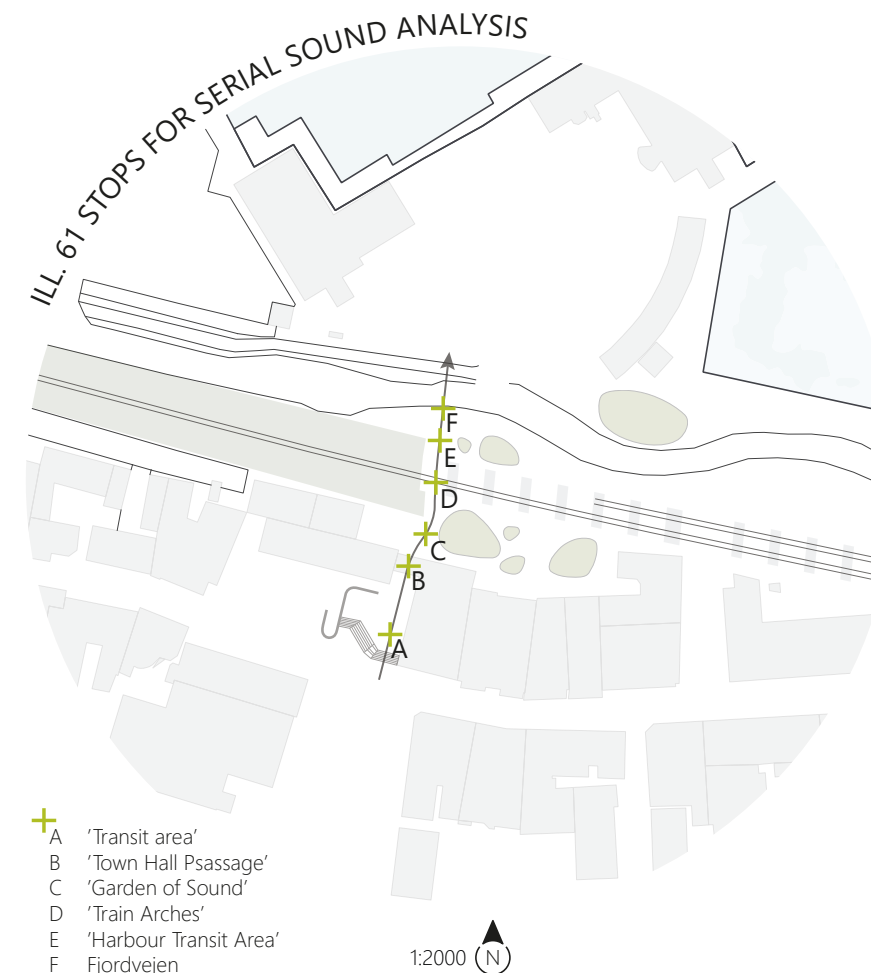 ILL. 61 STOPS FOR SERIAL SOUND ANALYSIS
F
E
D
C
B
A
A ’Transit area’
B ’Town Hall Psassage’
C ’Garden of Sound’
D ’Train Arches’
E ’Harbour Transit Area’
F Fjordvejen
1:2000 (N)